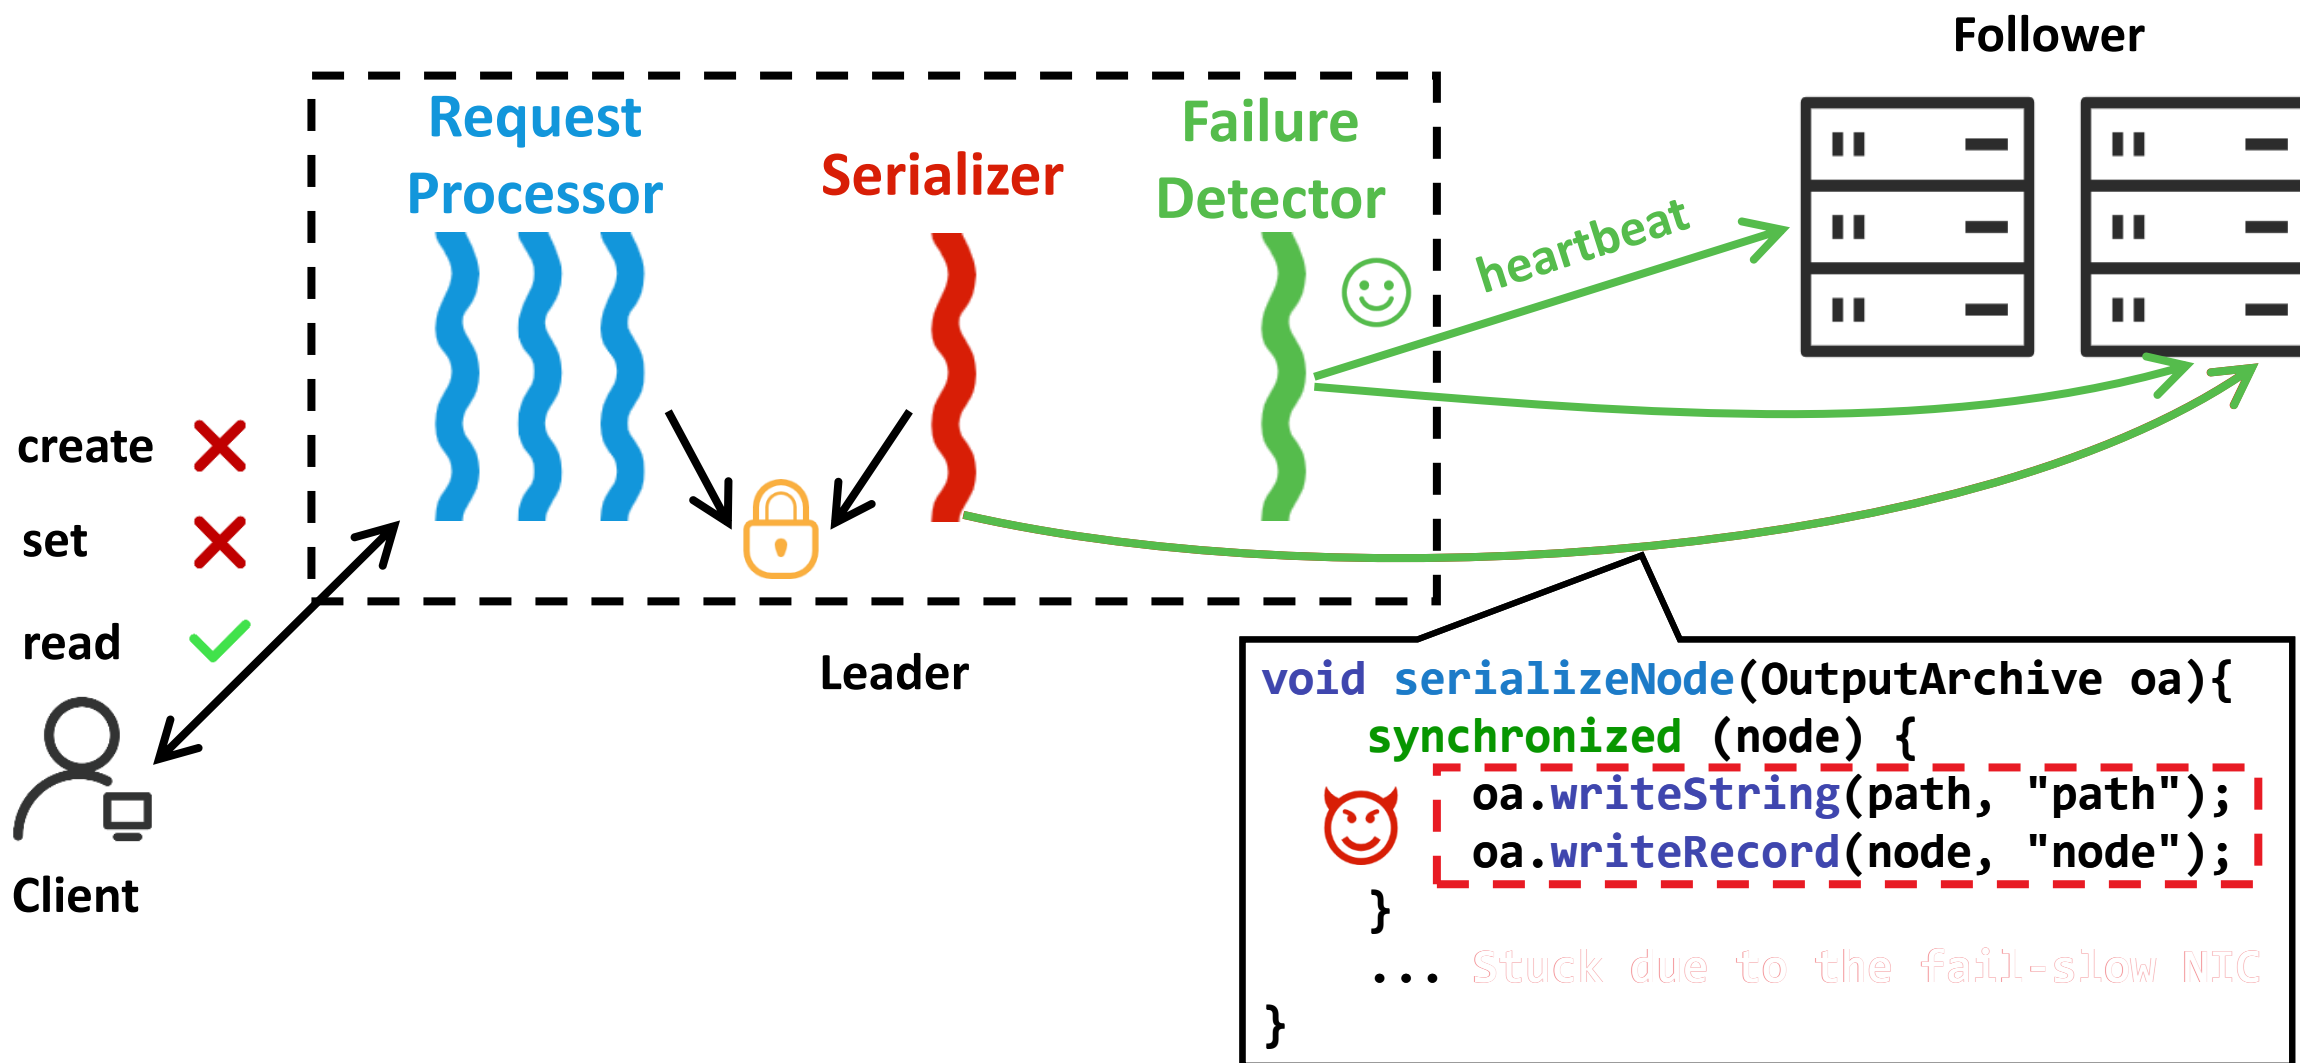 Follower
Request
Processor
Serializer
Failure
Detector
heartbeat
create
set
read
Client
Leader
void serializeNode(OutputArchive oa){
synchronized (node) {
oa.writeString(path, "path");
oa.writeRecord(node, "node");
}
... Stuck due to the fail-slow NIC
}